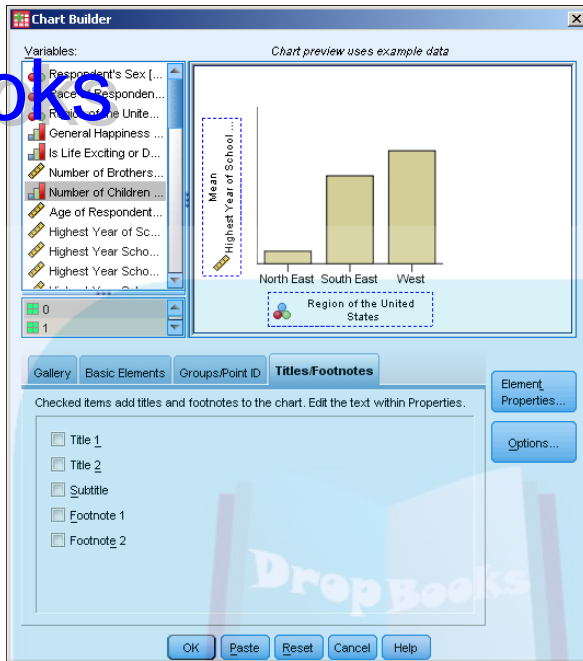 Chart Builder
Variables:
Chart preview uses example data
Respondent's Sex [...
Race of Responden...
Region of the Unite...
General Happiness ...
Is Life Exciting or D...
Number of Brothers...
Number of Children ...
Age of Respondent...
Highest Year of Sc...
Highest Year Scho...
Highest Year Scho...
0
1
oks
Mean
Highest Year of School ...
North East South East West
Region of the United
States
Gallery Basic Elements Groups/Point ID Titles/Footnotes
Checked items add titles and footnotes to the chart. Edit the text within Properties.
Title 1
Title 2
Subtitle
Footnote 1
Footnote 2
Element
Properties...
Options...
DropBooks
OK Paste Reset Cancel Help